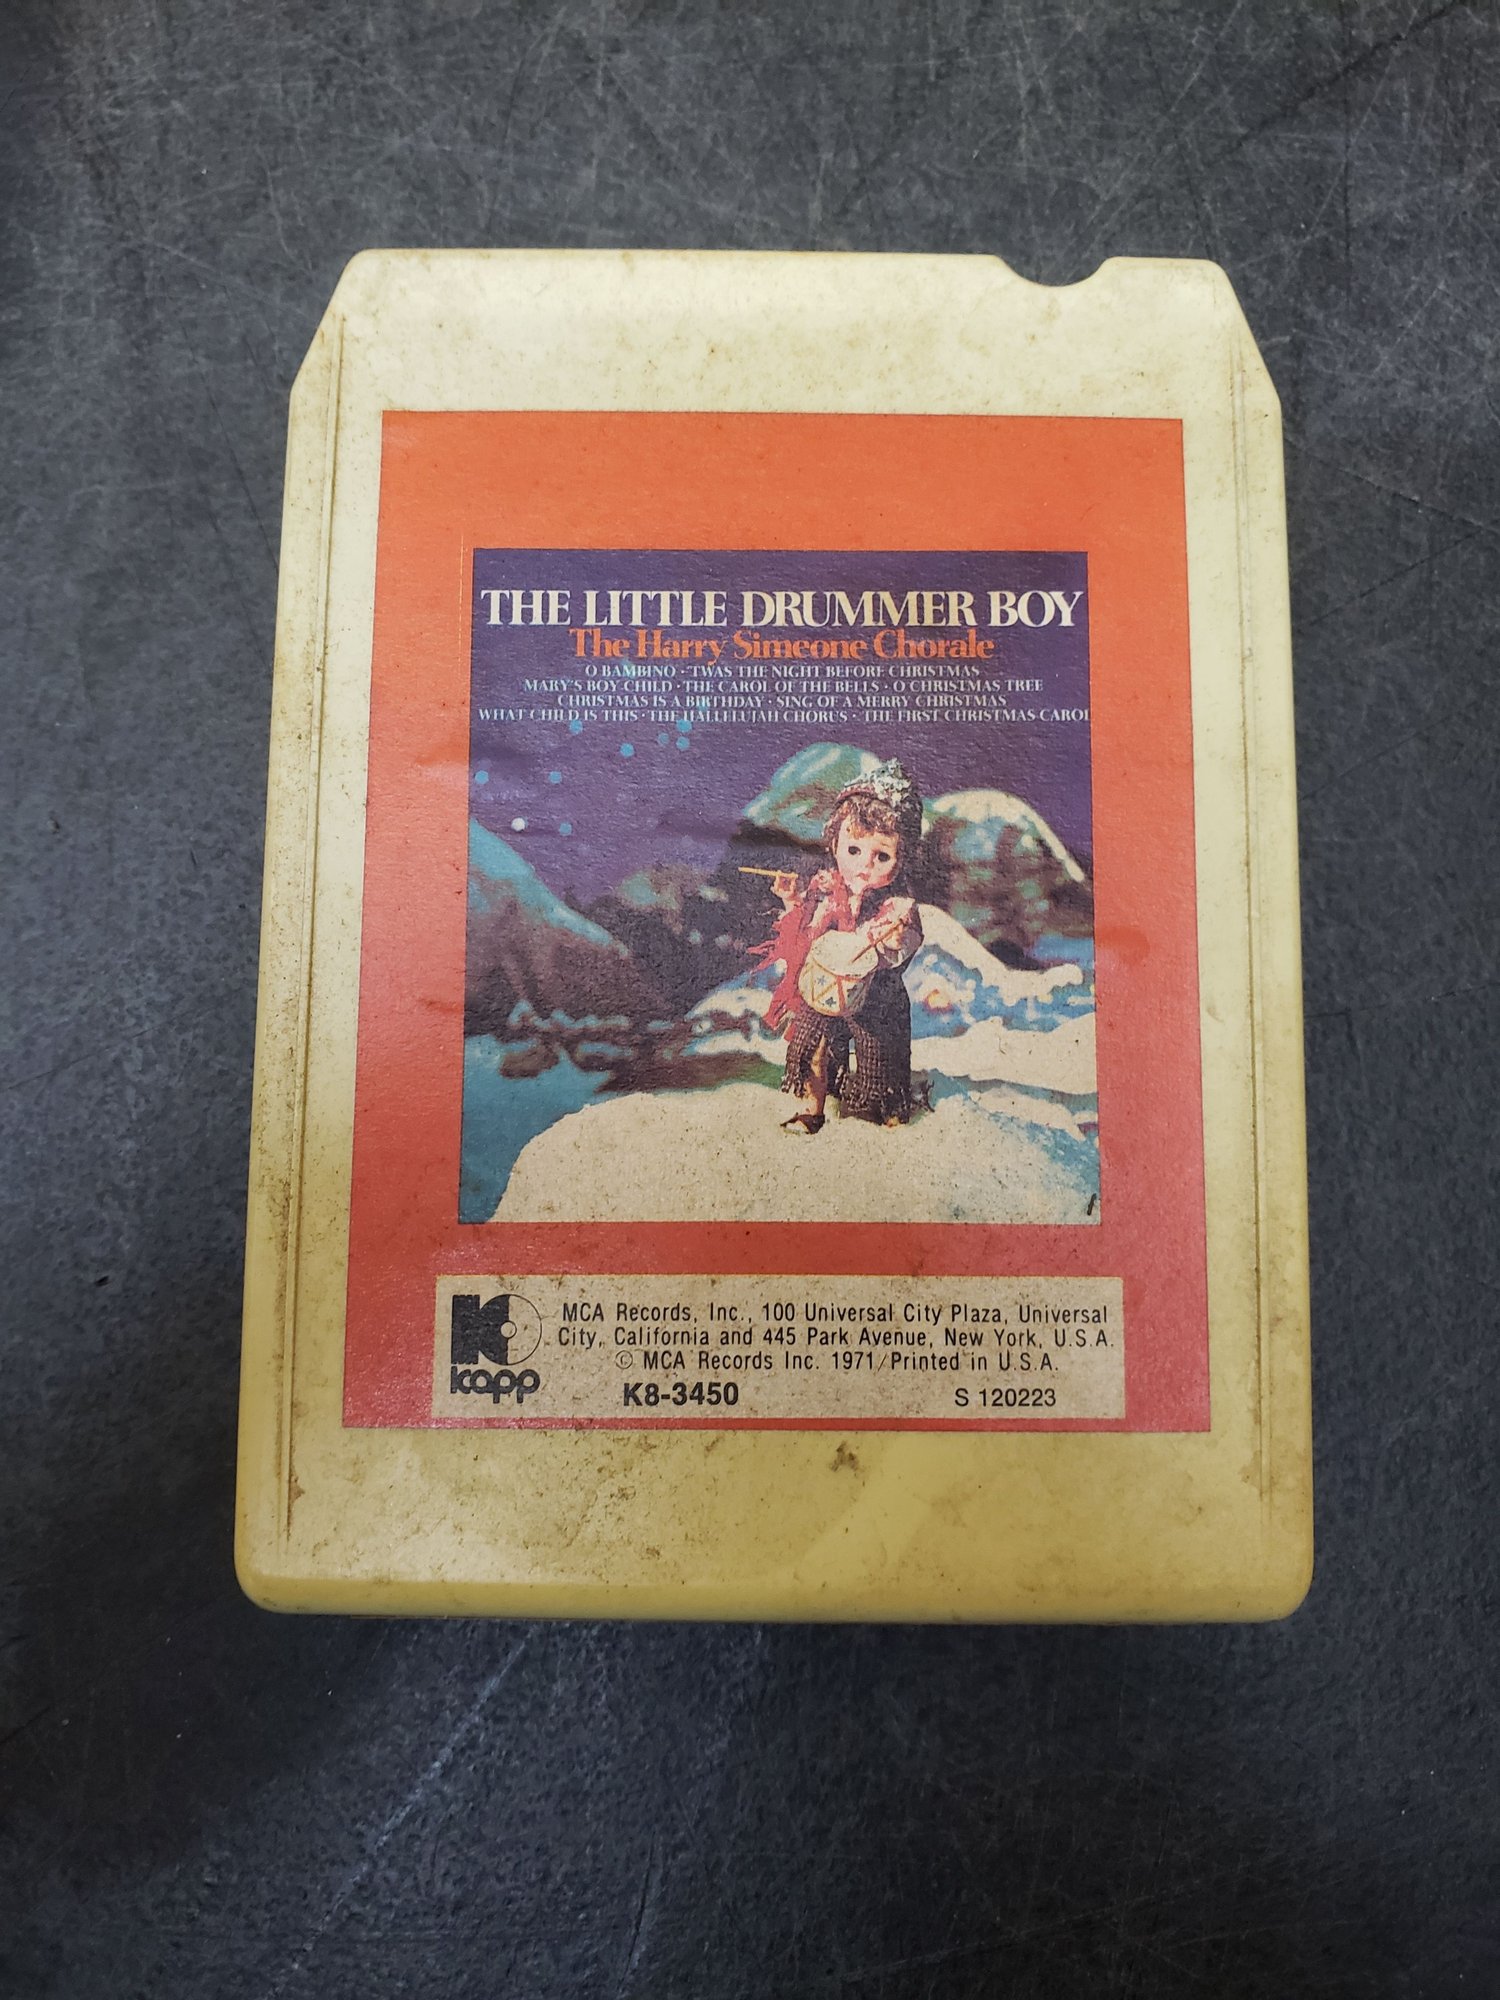 THE LITTLE DRUMMER BOY
The Harry Simeone Chorale
O BAMBINO · 'TWAS THE NIGHT BEFORE CHRISTMAS
MARY'S BOY CHILD · THE CAROL OF THE BELLS · O CHRISTMAS TREE
CHRISTMAS IS A BIRTHDAY · SING OF A MERRY CHRISTMAS
WHAT CHILD IS THIS · THE HALLELUJAH CHORUS · THE FIRST CHRISTMAS CAROL
K
kapp
MCA Records, Inc., 100 Universal City Plaza, Universal
City, California and 445 Park Avenue, New York, U.S.A.
© MCA Records Inc. 1971/Printed in U.S.A.
K8-3450 S 120223